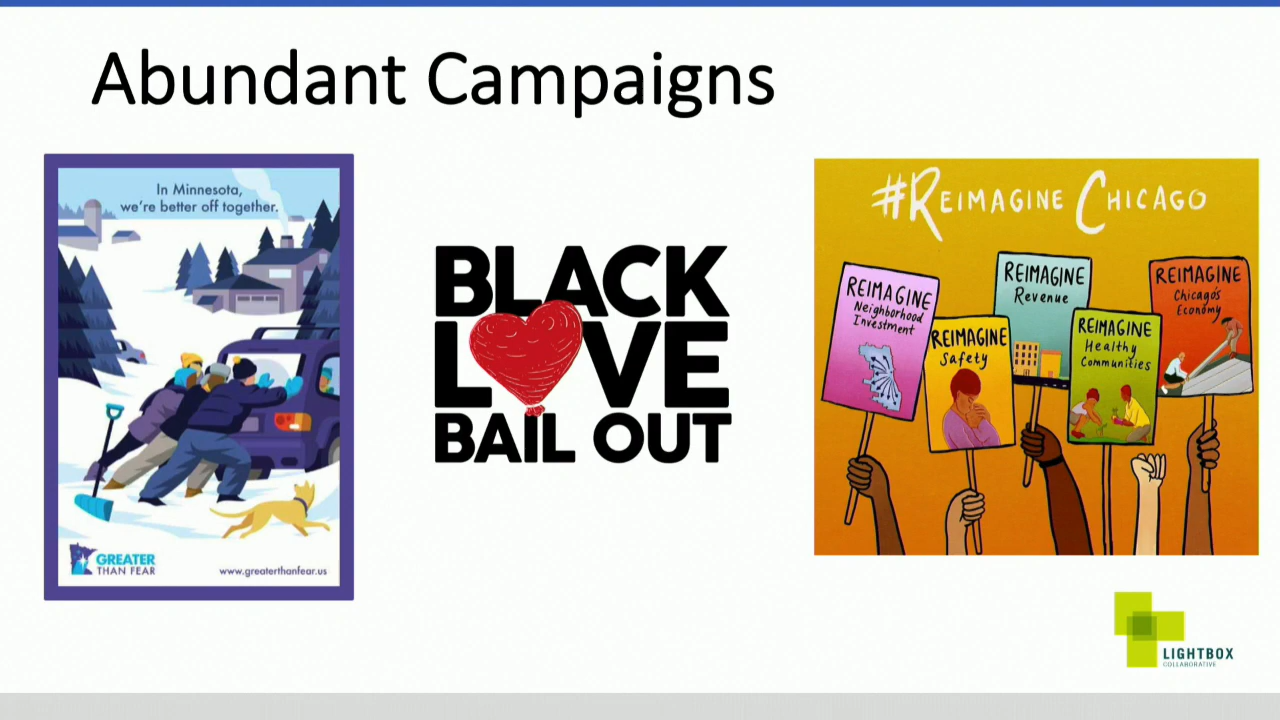 Abundant Campaigns
In Minnesota,
we're better off together.
GREATER
THAN FEAR
www.greaterthanfear.us
BLACK
LOVE
BAIL OUT
#REIMAGINE CHICAGO
REIMAGINE
Neighborhood
Investment
REIMAGINE
Safety
REIMAGINE
Revenue
REIMAGINE
Healthy
Communities
REIMAGINE
Chicago's
Economy
LIGHTBOX
COLLABORATIVE